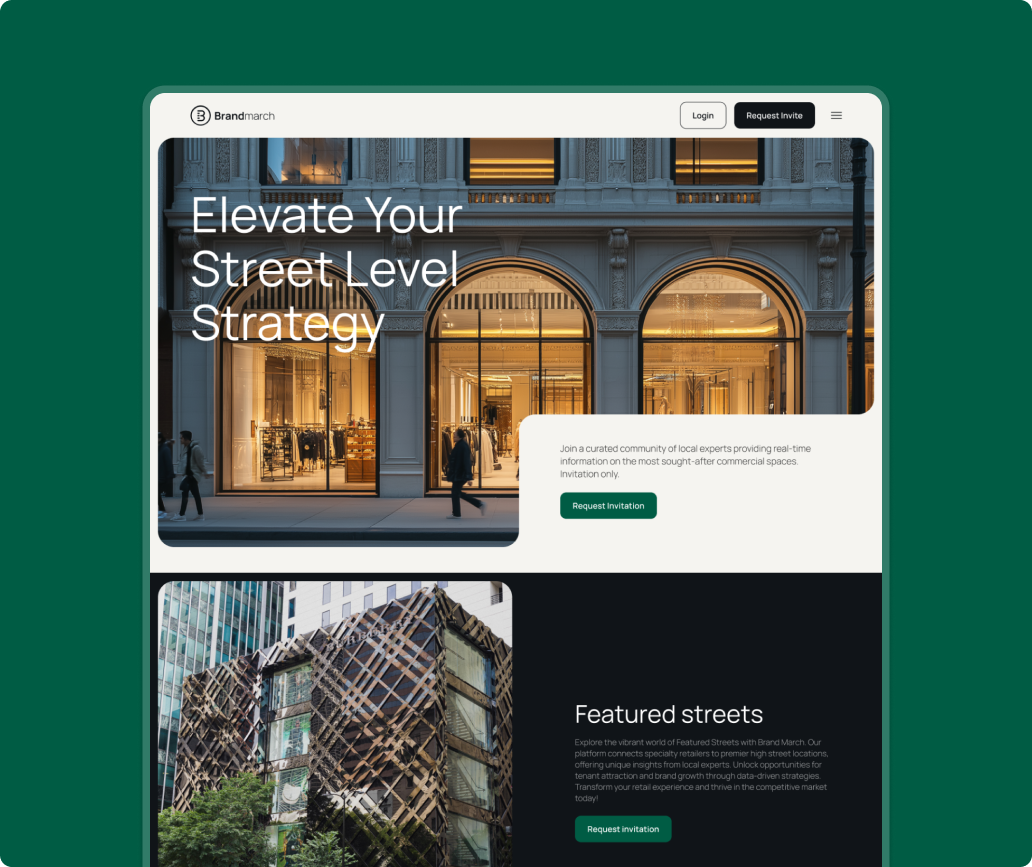 Brandmarch
Login
Request Invite
Elevate Your
Street Level
Strategy
Join a curated community of local experts providing real-time
information on the most sought-after commercial spaces.
Invitation only.
Request Invitation
Featured streets
Explore the vibrant world of Featured Streets with Brand March. Our
platform connects specialty retailers to premier high street locations,
offering unique insights from local experts. Unlock opportunities for
tenant attraction and brand growth through data-driven strategies.
Transform your retail experience and thrive in the competitive market
today!
Request invitation